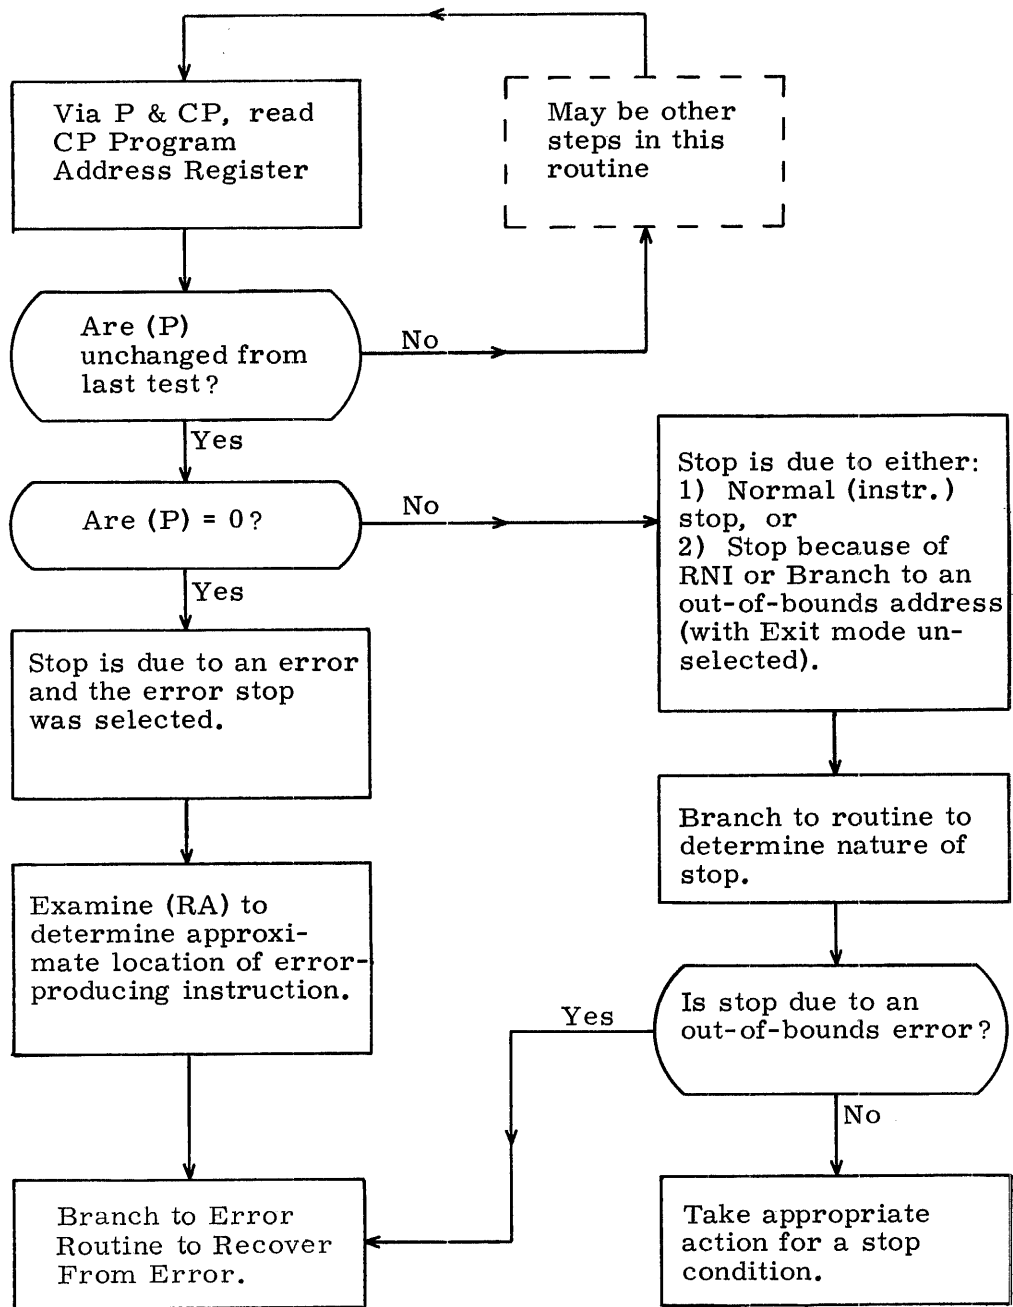 Via P & CP, read
CP Program
Address Register
May be other
steps in this
routine
Are (P)
unchanged from
last test?
No
Yes
Are (P) = 0?
No
Yes
Stop is due to either:
1) Normal (instr.)
stop, or
2) Stop because of
RNI or Branch to an
out-of-bounds address
(with Exit mode un-
selected).
Stop is due to an error
and the error stop
was selected.
Branch to routine to
determine nature of
stop.
Examine (RA) to
determine approxi-
mate location of error-
producing instruction.
Is stop due to an
out-of-bounds error?
Yes
No
Branch to Error
Routine to Recover
From Error.
Take appropriate
action for a stop
condition.